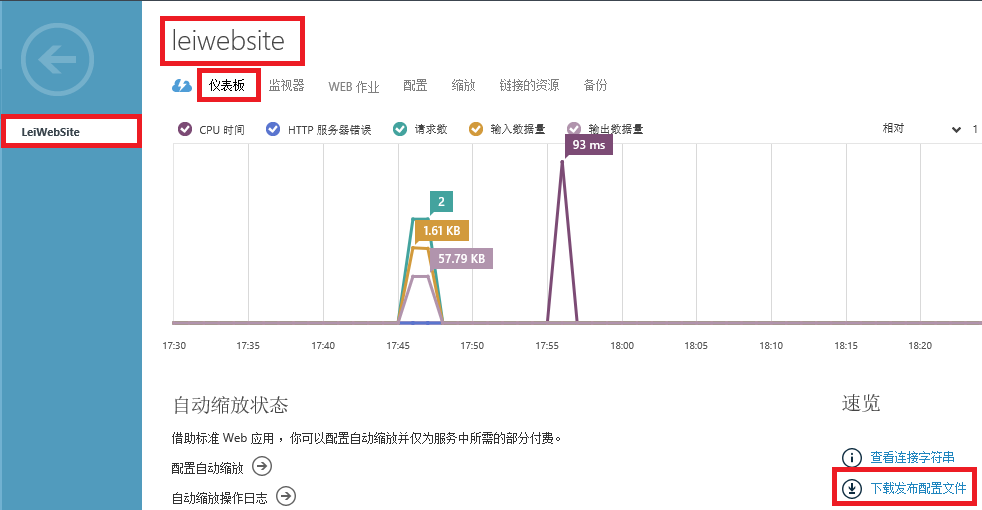 leiwebsite
仪表板 监视器 WEB 作业 配置 缩放 链接的资源 备份
LeiWebSite
CPU 时间 HTTP 服务器错误 请求数 输入数据量 输出数据量 相对 1
93 ms
2
1.61 KB
57.79 KB
17:30 17:35 17:40 17:45 17:50 17:55 18:00 18:05 18:10 18:15 18:20
自动缩放状态
借助标准 Web 应用，你可以配置自动缩放并仅为服务中所需的部分付费。
配置自动缩放
自动缩放操作日志
速览
查看连接字符串
下载发布配置文件